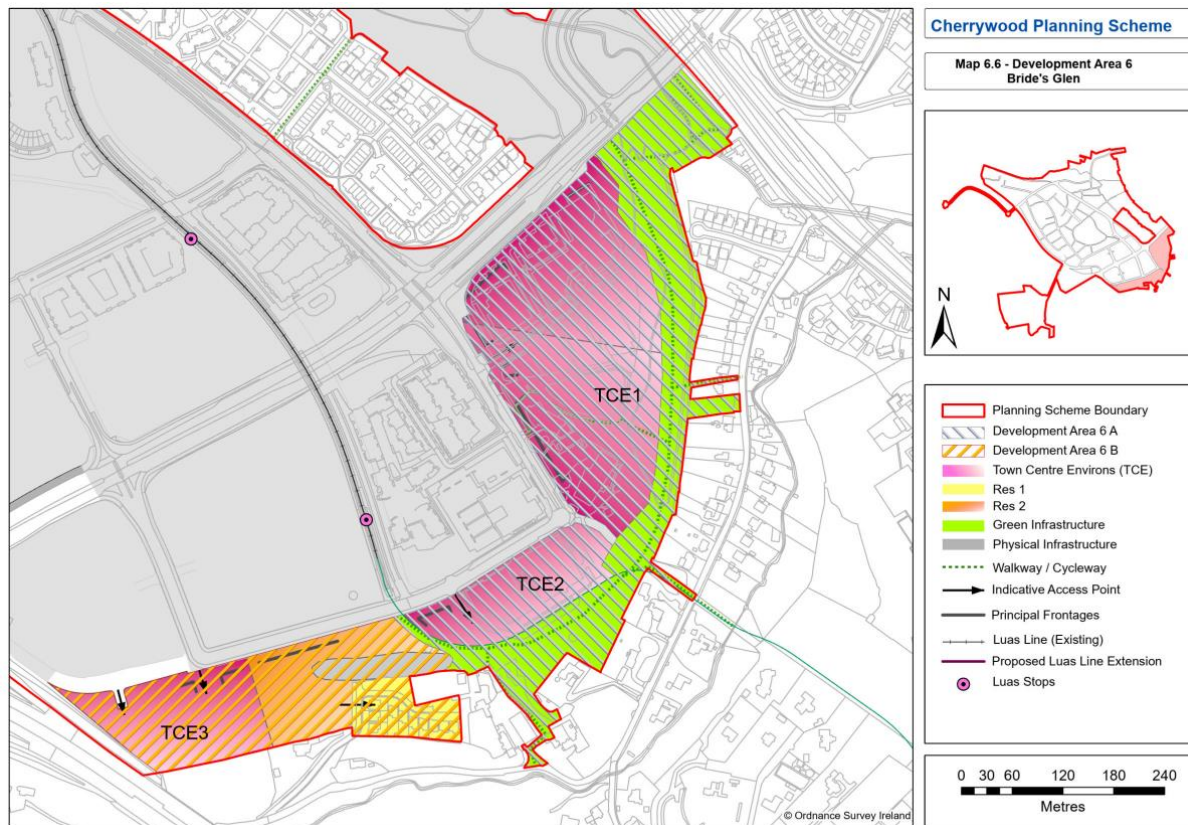 Cherrywood Planning Scheme
Map 6.6 - Development Area 6
Bride's Glen
N
TCE1
TCE2
TCE3
Planning Scheme Boundary
Development Area 6 A
Development Area 6 B
Town Centre Environs (TCE)
Res 1
Res 2
Green Infrastructure
Physical Infrastructure
Walkway / Cycleway
Indicative Access Point
Principal Frontages
Luas Line (Existing)
Proposed Luas Line Extension
Luas Stops
0 30 60 120 180 240
Metres
© Ordnance Survey Ireland